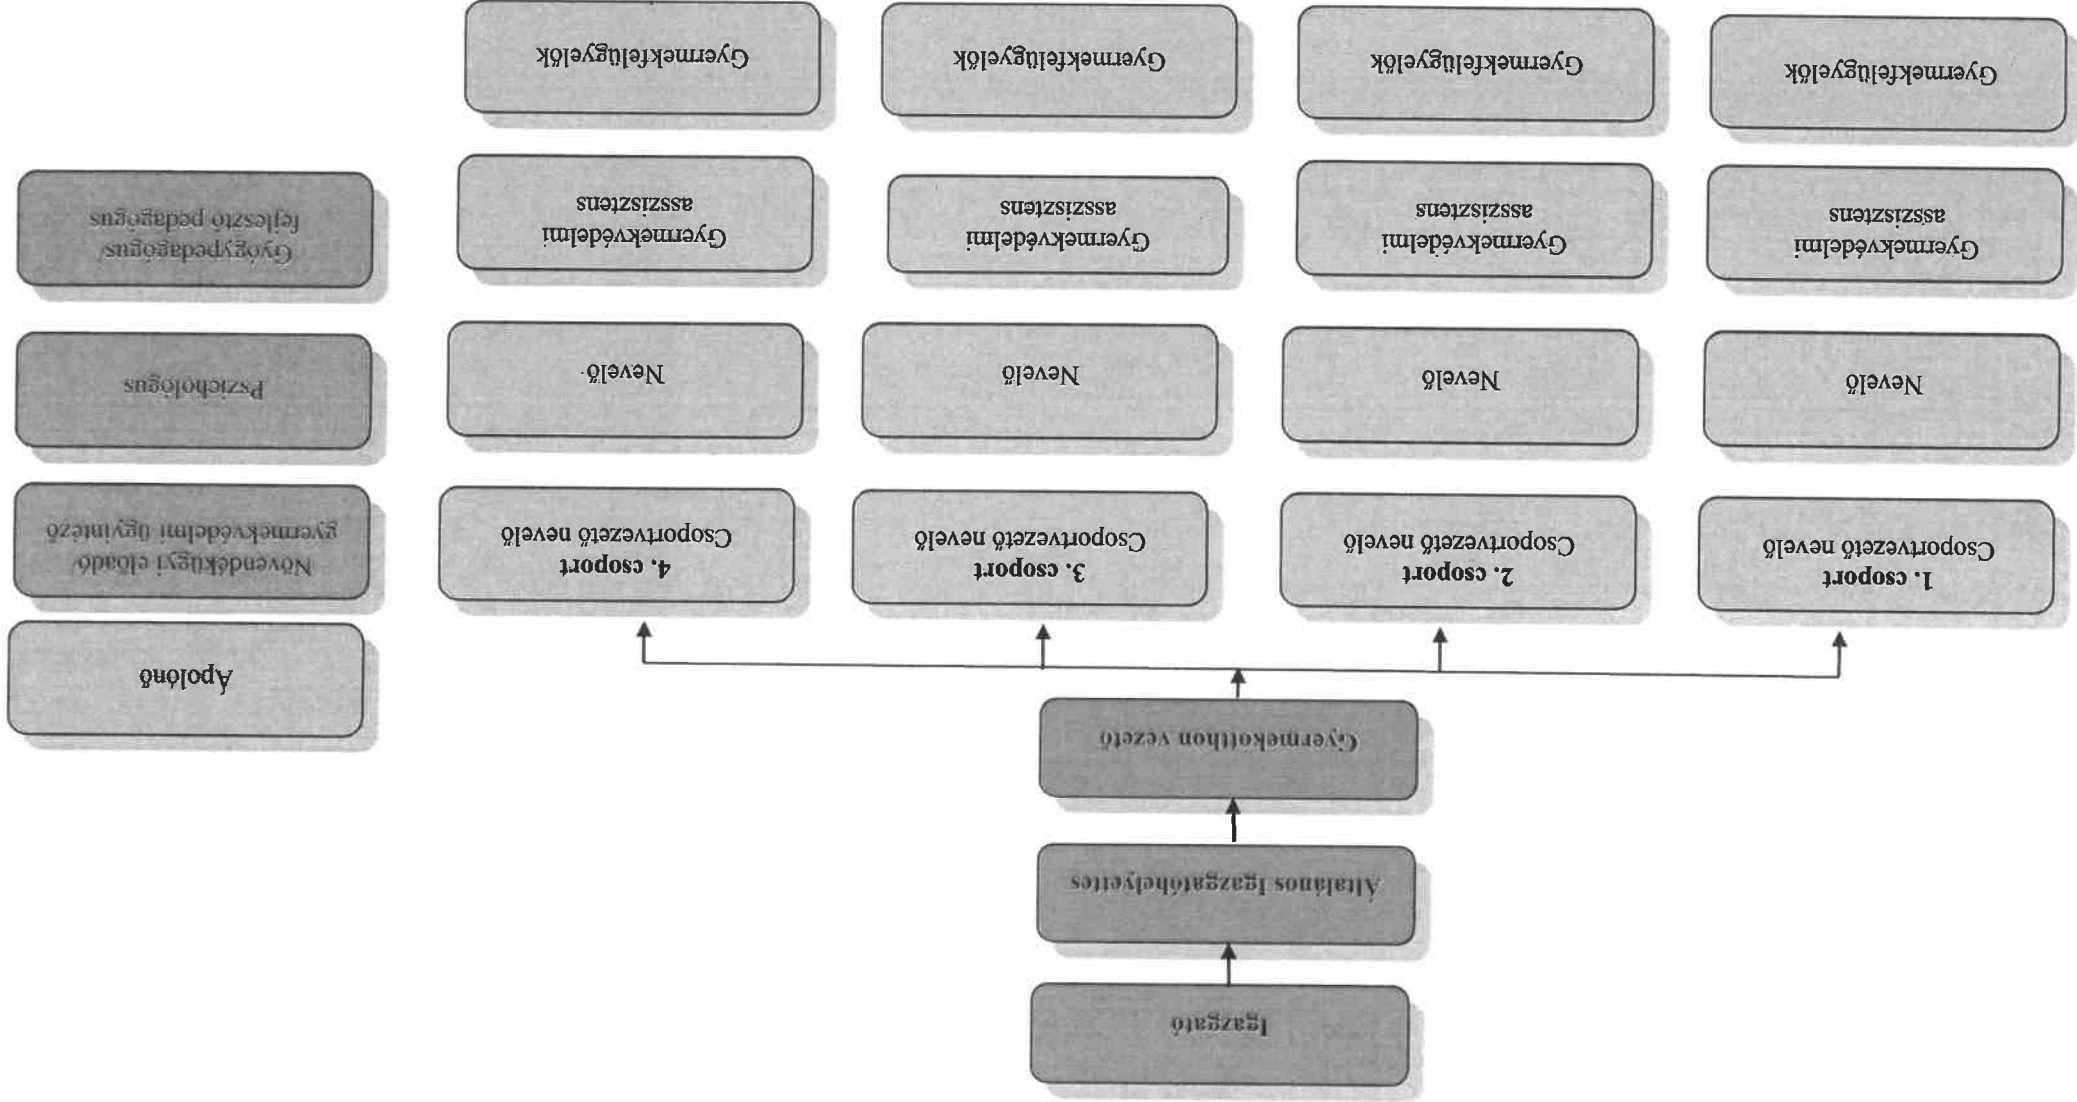 Igazgató
Általános Igazgatóhelyettes
Gyermekotthon vezető
1. csoport
Csoportvezető nevelő
2. csoport
Csoportvezető nevelő
3. csoport
Csoportvezető nevelő
4. csoport
Csoportvezető nevelő
Nevelő
Nevelő
Nevelő
Nevelő
Gyermekvédelmi
asszisztens
Gyermekvédelmi
asszisztens
Gyermekvédelmi
asszisztens
Gyermekvédelmi
asszisztens
Gyermekfelügyelők
Gyermekfelügyelők
Gyermekfelügyelők
Gyermekfelügyelők
Ápolónő
Növendékügyi előadó/
gyermekvédelmi ügyintéző
Pszichológus
Gyógypedagógus/
fejlesztő pedagógus